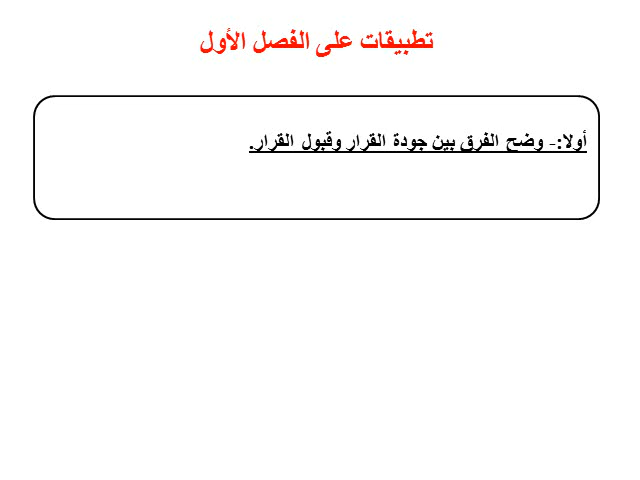 تطبيقات على الفصل الأول
أولا:- وضح الفرق بين جودة القرار وقبول القرار.